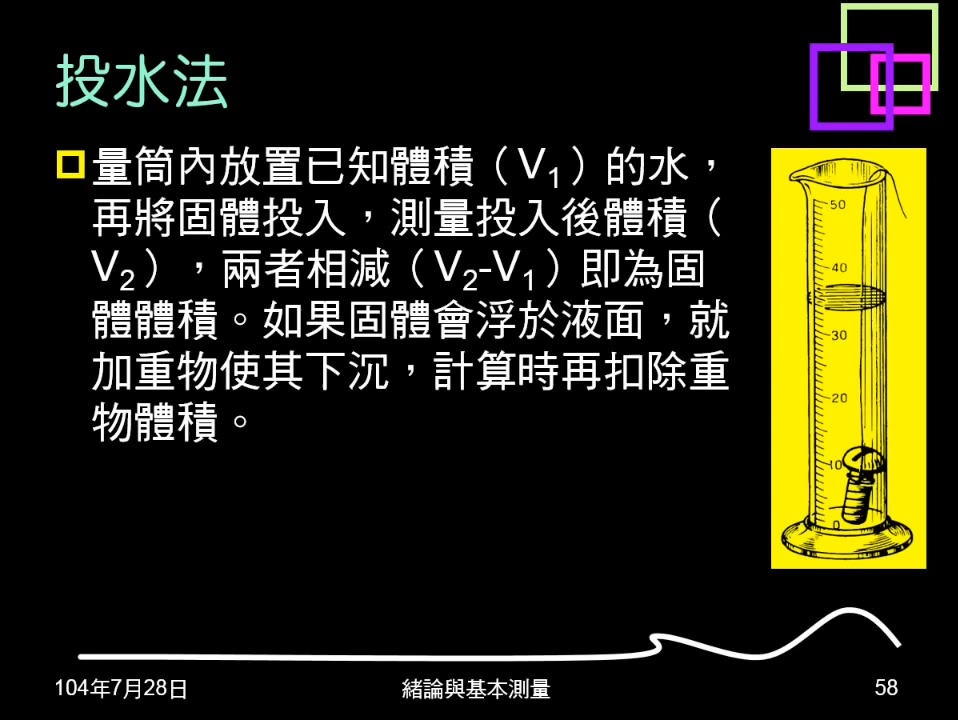 投水法
量筒內放置已知體積（V₁）的水，
再將固體投入，測量投入後體積（
V₂），兩者相減（V₂-V₁）即為固
體體積。如果固體會浮於液面，就
加重物使其下沉，計算時再扣除重
物體積。
50
40
30
20
10
0
104年7月28日
緒論與基本測量
58